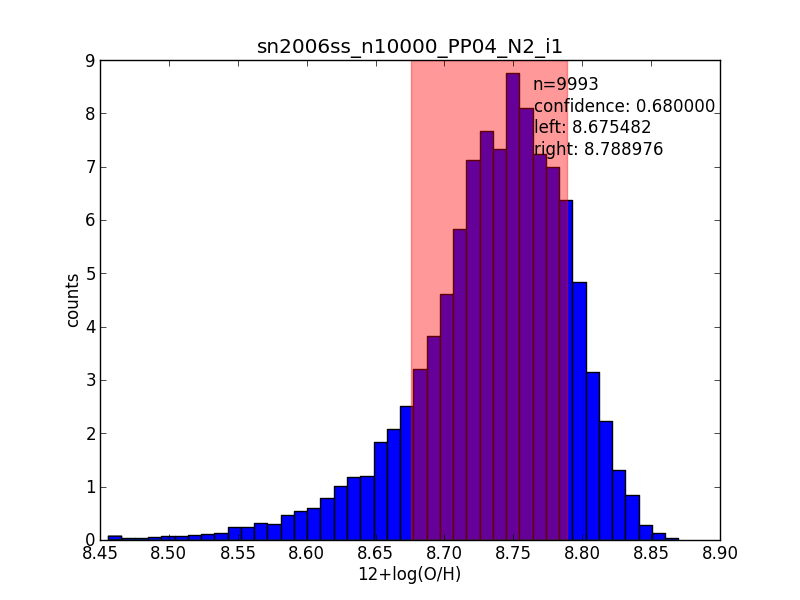 sn2006ss_n10000_PP04_N2_i1
9
n=9993
8
confidence: 0.680000
left: 8.675482
right: 8.788976
7
6
5
counts
4
3
2
1
0
8.45 8.50 8.55 8.60 8.65 8.70 8.75 8.80 8.85 8.90
12+log(O/H)